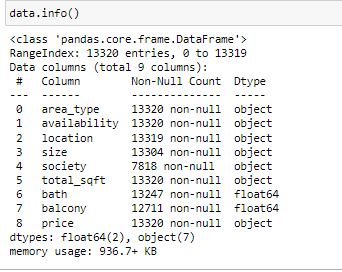 data.info()
<class 'pandas.core.frame.DataFrame'>
RangeIndex: 13320 entries, 0 to 13319
Data columns (total 9 columns):
 #   Column        Non-Null Count  Dtype
---  ------        --------------  -----
 0   area_type     13320 non-null  object
 1   availability  13320 non-null  object
 2   location      13319 non-null  object
 3   size          13304 non-null  object
 4   society       7818 non-null   object
 5   total_sqft    13320 non-null  object
 6   bath          13247 non-null  float64
 7   balcony       12711 non-null  float64
 8   price         13320 non-null  object
dtypes: float64(2), object(7)
memory usage: 936.7+ KB